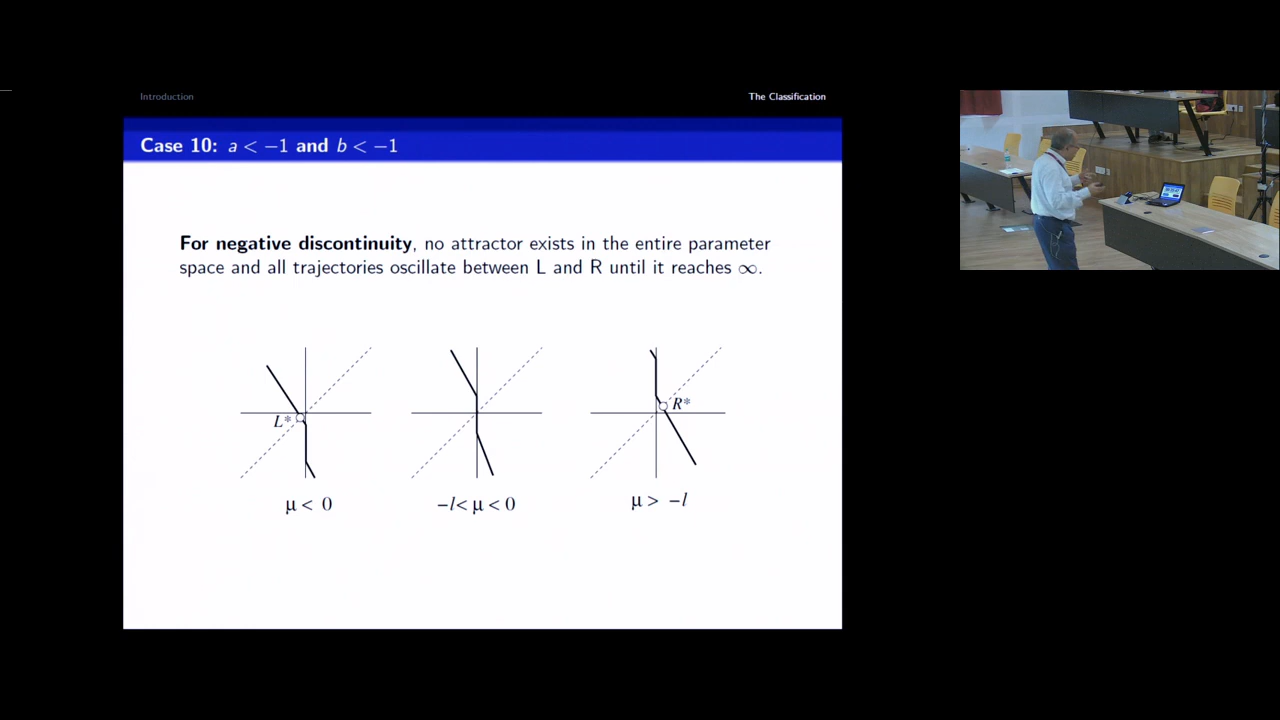 Introduction
The Classification
Case 10: a < −1 and b < −1
For negative discontinuity, no attractor exists in the entire parameter
space and all trajectories oscillate between L and R until it reaches ∞.
L*
R*
μ < 0
−l< μ < 0
μ > −l